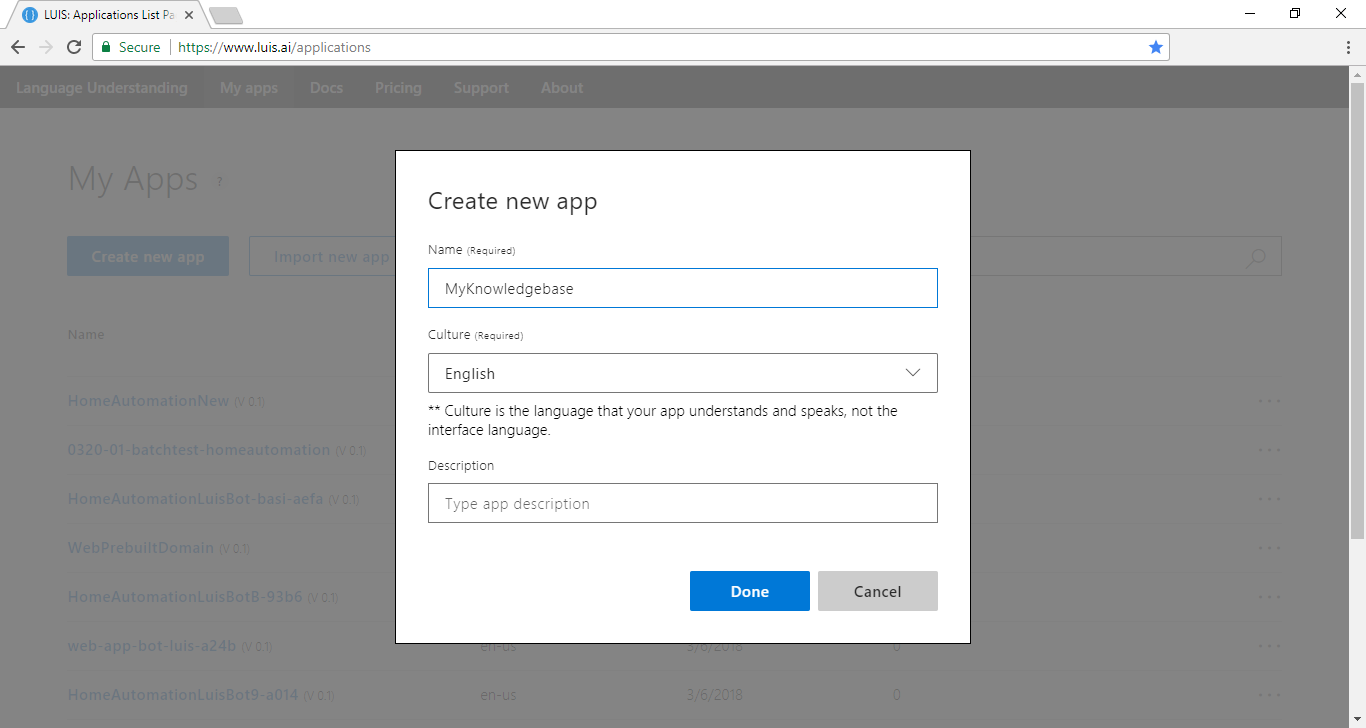 LUIS: Applications List Pa
Secure https://www.luis.ai/applications
Language Understanding My apps Docs Pricing Support About
My Apps ?
Create new app Import new app
Name
HomeAutomationNew (V 0.1)
0320-01-batchtest-homeautomation (V 0.1)
HomeAutomationLuisBot-basi-aefa (V 0.1)
WebPrebuiltDomain (V 0.1)
HomeAutomationLuisBotB-93b6 (V 0.1)
web-app-bot-luis-a24b (V 0.1) en-us 3/6/2018 0
HomeAutomationLuisBot9-a014 (V 0.1) en-us 3/6/2018 0
Create new app
Name (Required)
MyKnowledgebase
Culture (Required)
English
** Culture is the language that your app understands and speaks, not the
interface language.
Description
Type app description
Done Cancel